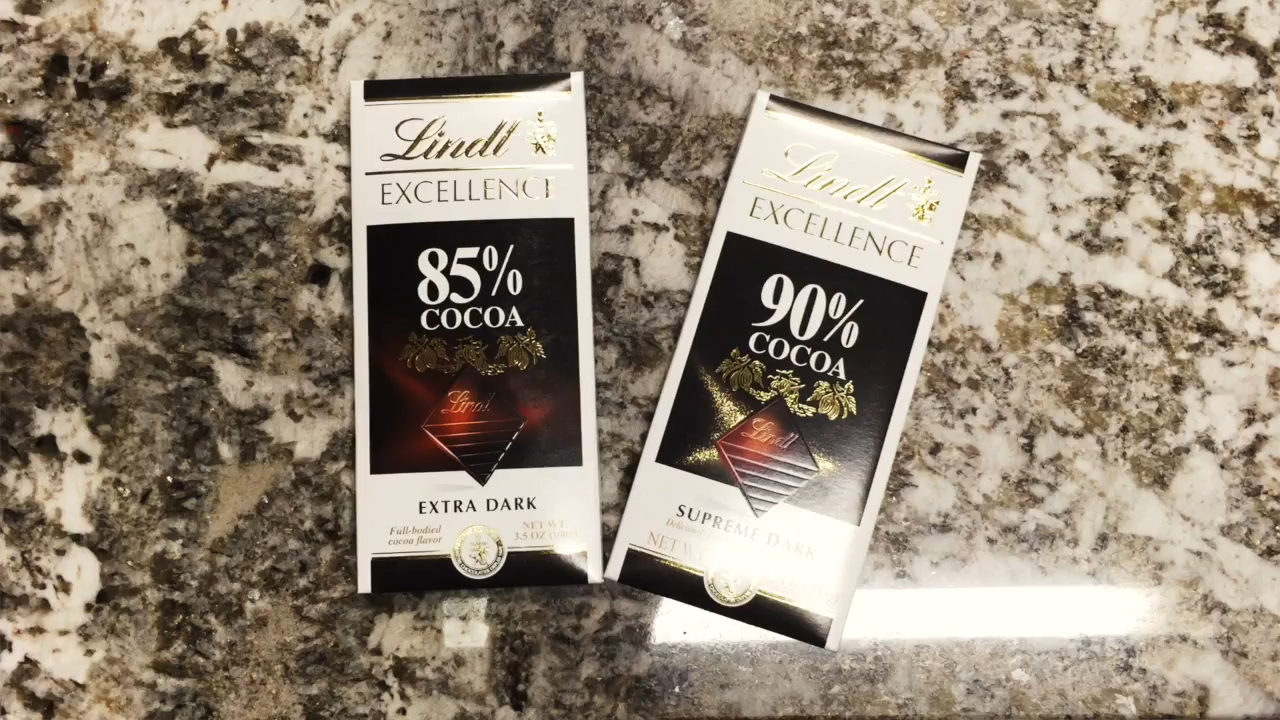 Lindt
EXCELLENCE
85%
COCOA
Lindt
EXTRA DARK
Full-bodied
cocoa flavor
NET WT
3.5 OZ
Lindt
EXCELLENCE
90%
COCOA
Lindt
SUPREME DARK
NET